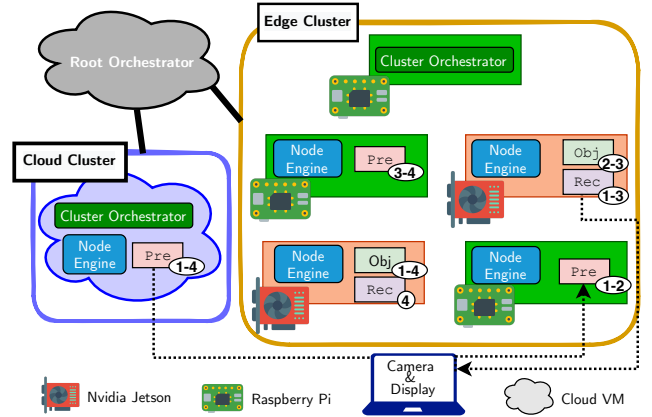 Edge Cluster
Root Orchestrator
Cluster Orchestrator
Cloud Cluster
Node
Engine
Pre
3-4
Node
Engine
Obj
2-3
Rec
1-3
Cluster Orchestrator
Node
Engine
Pre
1-4
Node
Engine
Obj
1-4
Rec
4
Node
Engine
Pre
1-2
Camera
&
Display
Nvidia Jetson
Raspberry Pi
Cloud VM